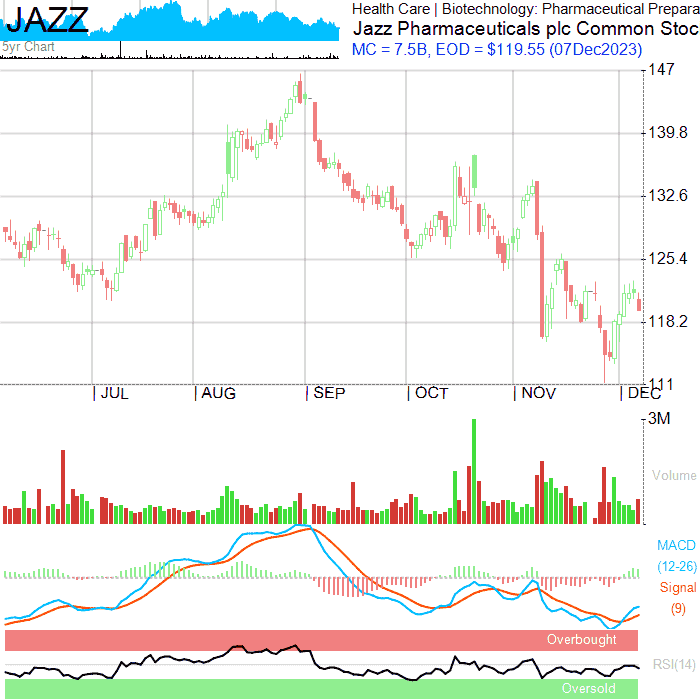 JAZZ
5yr Chart
Health Care | Biotechnology: Pharmaceutical Prepara
Jazz Pharmaceuticals plc Common Stoc
MC = 7.5B, EOD = $119.55 (07Dec2023)
147
139.8
132.6
125.4
118.2
111
JUL AUG SEP OCT NOV DEC
3M
Volume
MACD
(12-26)
Signal
(9)
Overbought
RSI(14)
Oversold